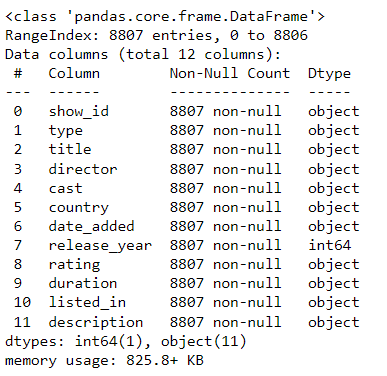 <class 'pandas.core.frame.DataFrame'>
RangeIndex: 8807 entries, 0 to 8806
Data columns (total 12 columns):
 #   Column        Non-Null Count  Dtype
---  ------        --------------  -----
 0   show_id       8807 non-null   object
 1   type          8807 non-null   object
 2   title         8807 non-null   object
 3   director      8807 non-null   object
 4   cast          8807 non-null   object
 5   country       8807 non-null   object
 6   date_added    8807 non-null   object
 7   release_year  8807 non-null   int64
 8   rating        8807 non-null   object
 9   duration      8807 non-null   object
 10  listed_in     8807 non-null   object
 11  description   8807 non-null   object
dtypes: int64(1), object(11)
memory usage: 825.8+ KB